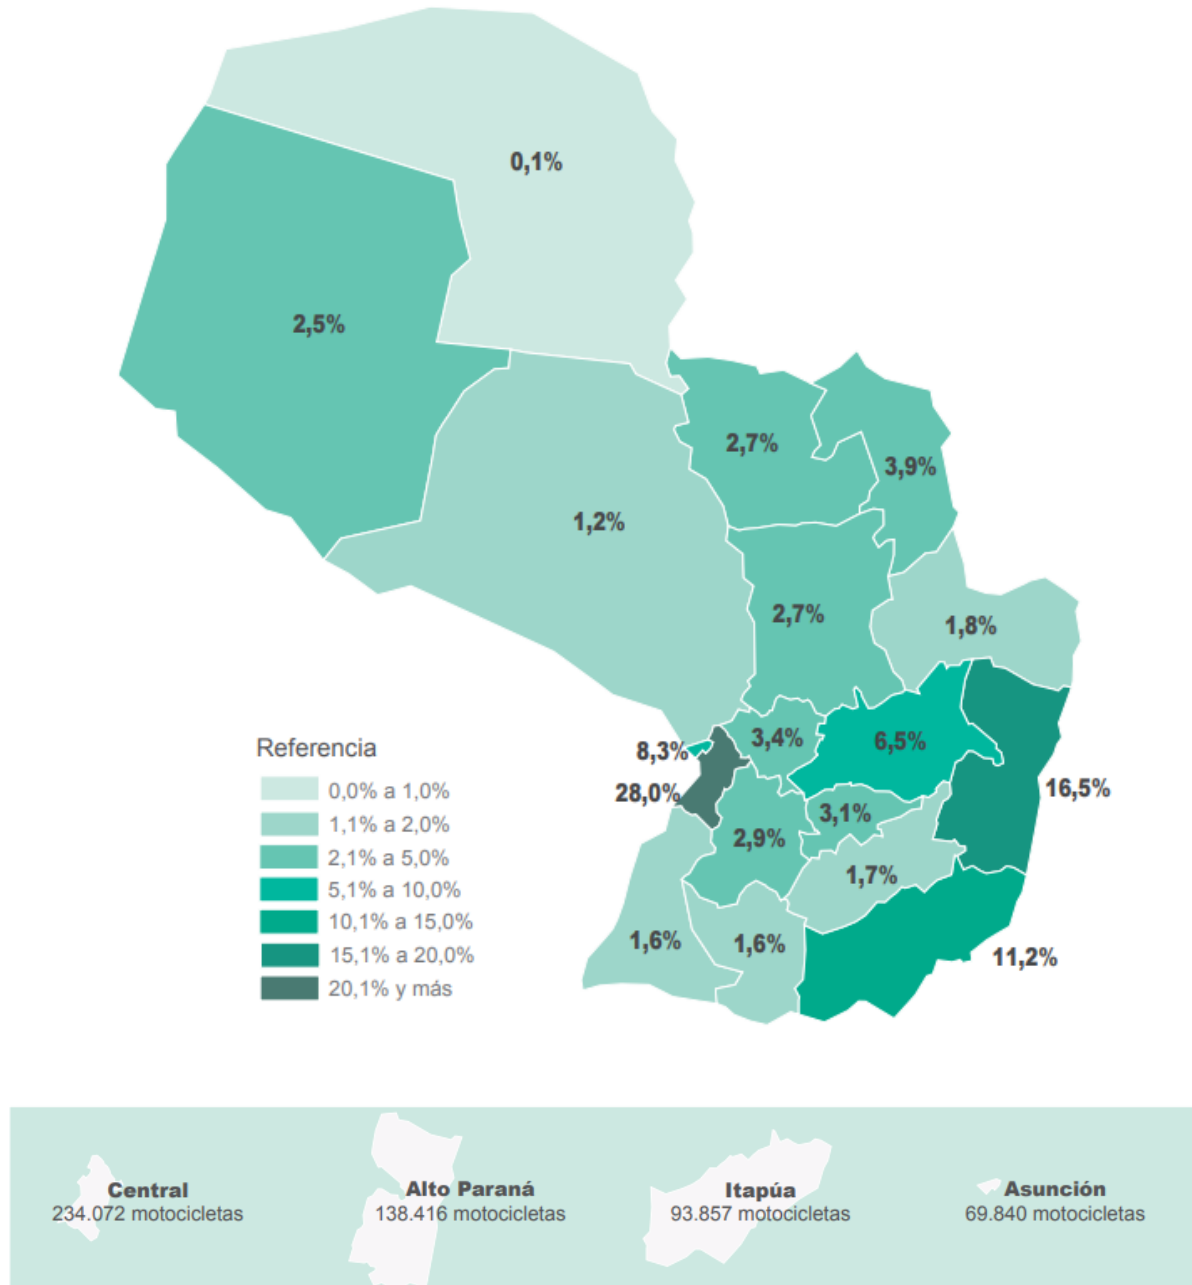 0,1%
2,5%
2,7%
3,9%
1,2%
2,7%
1,8%
3,4%
6,5%
8,3%
28,0%
16,5%
3,1%
2,9%
1,7%
1,6%
1,6%
11,2%
Referencia
0,0% a 1,0%
1,1% a 2,0%
2,1% a 5,0%
5,1% a 10,0%
10,1% a 15,0%
15,1% a 20,0%
20,1% y más
Central
234.072 motocicletas
Alto Paraná
138.416 motocicletas
Itapúa
93.857 motocicletas
Asunción
69.840 motocicletas